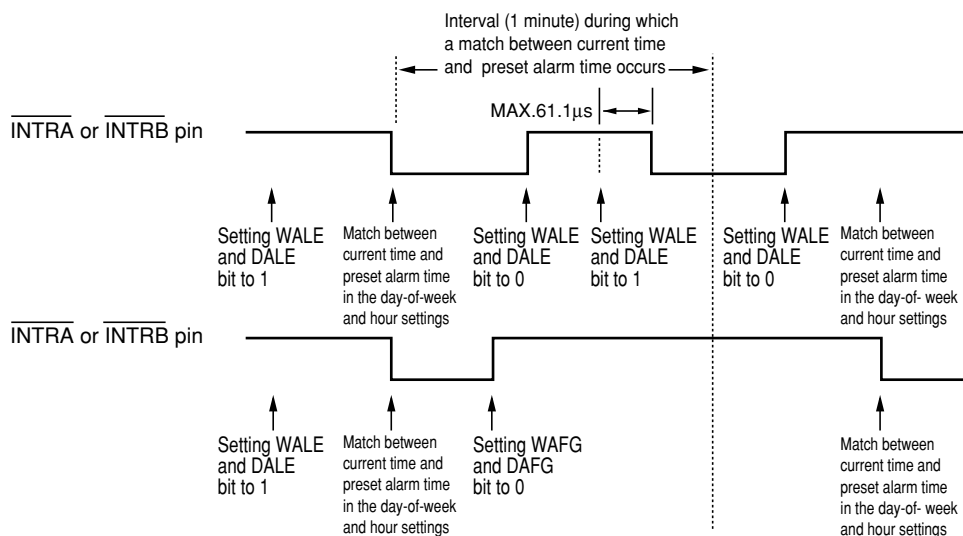 Interval (1 minute) during which
a match between current time
and preset alarm time occurs
MAX.61.1μs
INTRA or INTRB pin
Setting WALE
and DALE
bit to 1
Match between
current time and
preset alarm time
in the day-of-week
and hour settings
Setting WALE
and DALE
bit to 0
Setting WALE
and DALE
bit to 1
Setting WALE
and DALE
bit to 0
Match between
current time and
preset alarm time
in the day-of- week
and hour settings
INTRA or INTRB pin
Setting WALE
and DALE
bit to 1
Match between
current time and
preset alarm time
in the day-of-week
and hour settings
Setting WAFG
and DAFG
bit to 0
Match between
current time and
preset alarm time
in the day-of- week
and hour settings